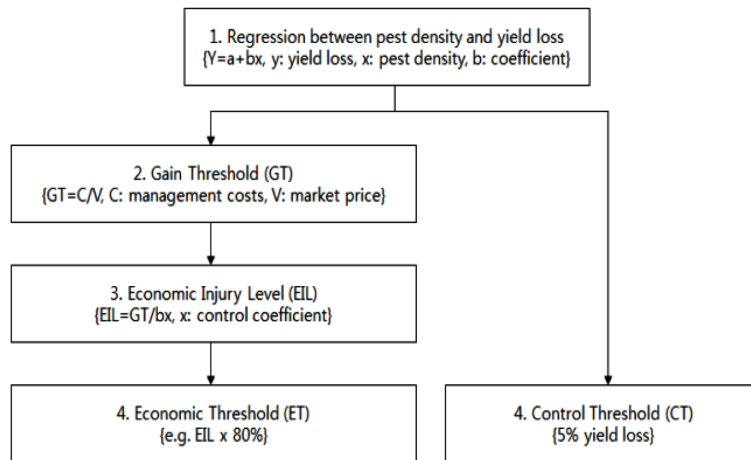 1. Regression between pest density and yield loss
{Y=a+bx, y: yield loss, x: pest density, b: coefficient}
2. Gain Threshold (GT)
{GT=C/V, C: management costs, V: market price}
3. Economic Injury Level (EIL)
{EIL=GT/bx, x: control coefficient}
4. Economic Threshold (ET)
{e.g. EIL x 80%}
4. Control Threshold (CT)
{5% yield loss}